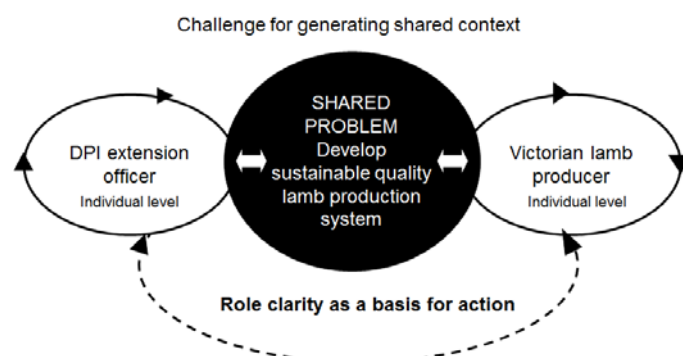 Challenge for generating shared context
DPI extension
officer
Individual level
SHARED
PROBLEM
Develop
sustainable quality
lamb production
system
Victorian lamb
producer
Individual level
Role clarity as a basis for action